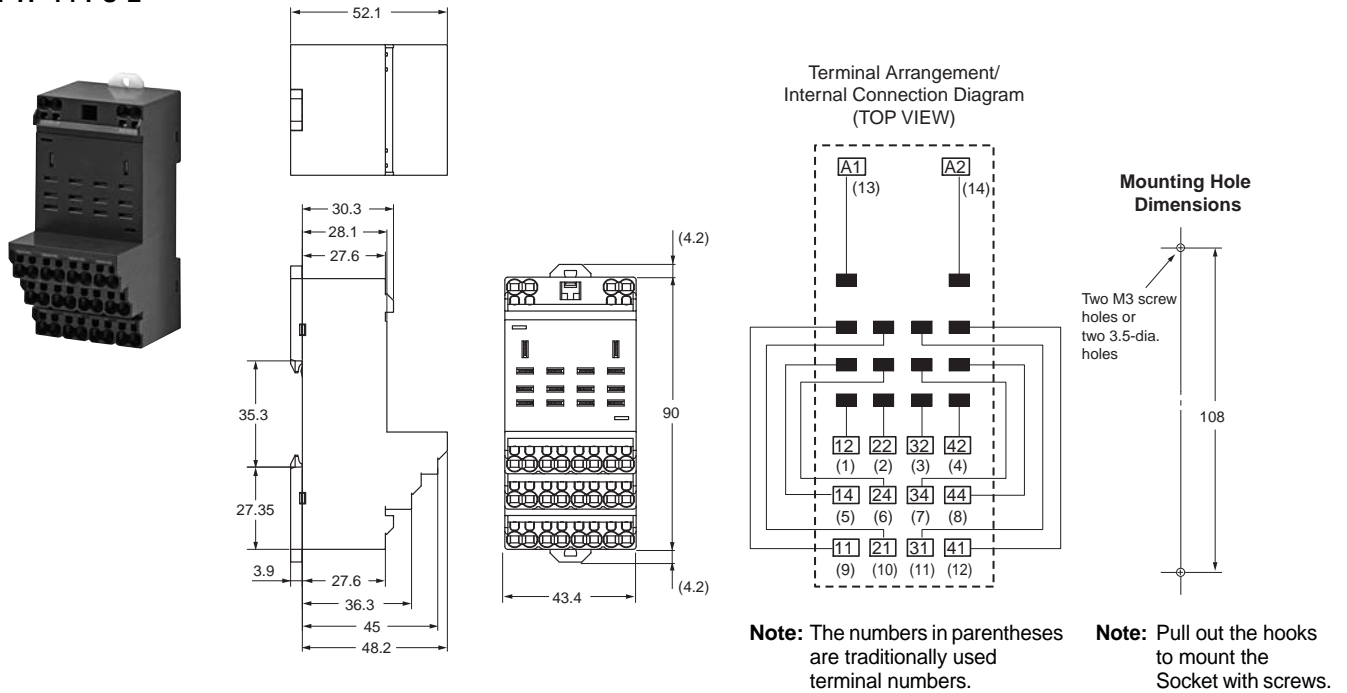 52.1
30.3
28.1
27.6
35.3
27.35
3.9
27.6
36.3
45
48.2
(4.2)
90
(4.2)
43.4
Terminal Arrangement/
Internal Connection Diagram
(TOP VIEW)
A1
A2
(13)
(14)
12 22 32 42
(1) (2) (3) (4)
14 24 34 44
(5) (6) (7) (8)
11 21 31 41
(9) (10) (11) (12)
Note: The numbers in parentheses
are traditionally used
terminal numbers.
Mounting Hole
Dimensions
Two M3 screw
holes or
two 3.5-dia.
holes
108
Note: Pull out the hooks
to mount the
Socket with screws.